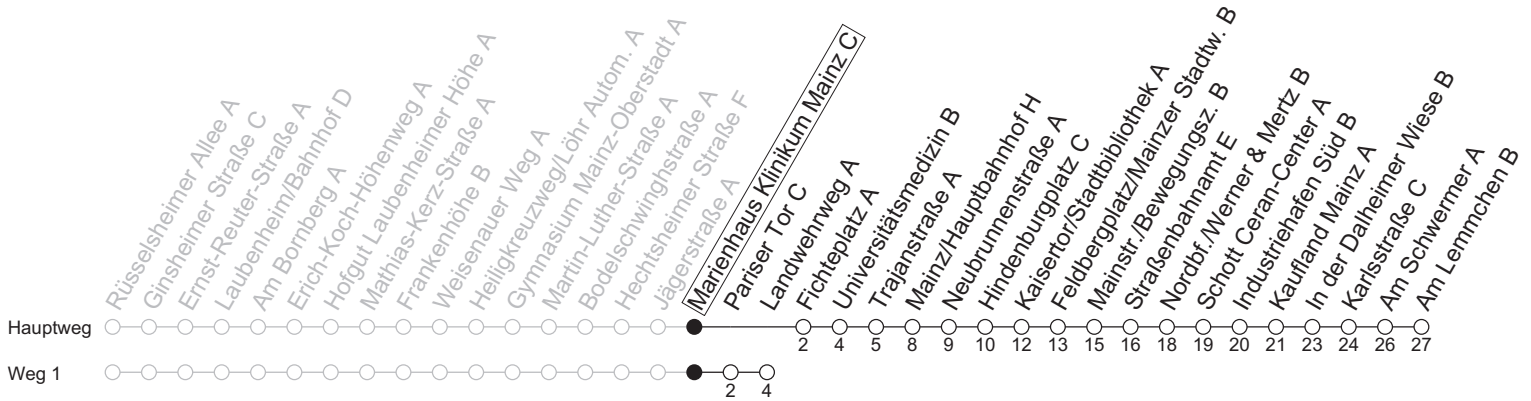 Rüsselsheimer Allee A
Ginsheimer Straße C
Ernst-Reuter-Straße A
Laubenheim/Bahnhof D
Am Bornberg A
Erich-Koch-Höhenweg A
Hofgut Laubenheimer Höhe A
Mathias-Kerz-Straße A
Frankenhöhe B
Weisenauer Weg A
Heiligkreuzweg/Löhr Autom. A
Gymnasium Mainz-Oberstadt A
Martin-Luther-Straße A
Bodelschwinghstraße A
Hechtsheimer Straße F
Jägerstraße A
Marienhaus Klinikum Mainz C
Pariser Tor C
Landwehrweg A
Fichteplatz A
Universitätsmedizin B
Trajanstraße A
Mainz/Hauptbahnhof H
Neubrunnenstraße A
Hindenburgplatz C
Kaisertor/Stadtbibliothek A
Feldbergplatz/Mainzer Stadtw. B
Mainstr./Bewegungsz. B
Straßenbahnamt E
Nordbf./Werner & Mertz B
Schott Ceran-Center A
Industriehafen Süd B
Kaufland Mainz A
In der Dalheimer Wiese B
Karlsstraße C
Am Schwermer A
Am Lemmchen B
Hauptweg
2 4 5 8 9 10 12 13 15 16 18 19 20 21 23 24 26 27
Weg 1
2 4